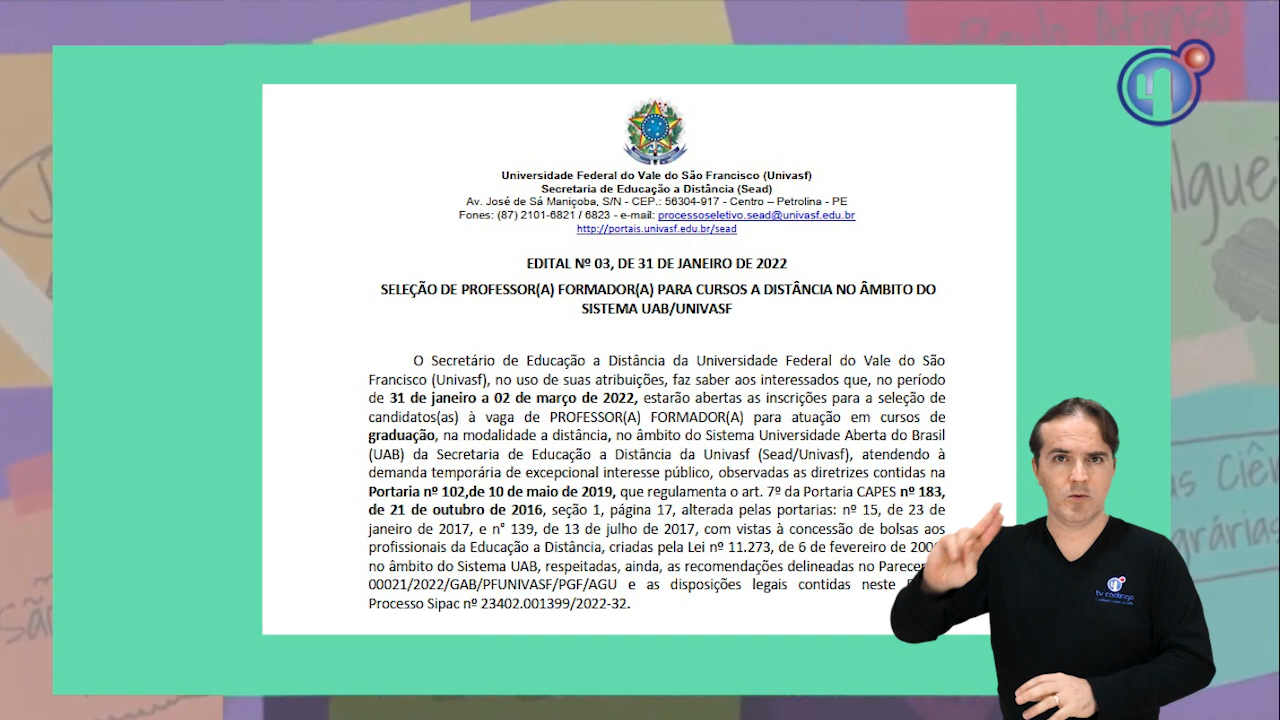 Paulo Afonso
Universidade Federal do Vale do São Francisco (Univasf)
Secretaria de Educação a Distância (Sead)
Av. José de Sá Maniçoba, S/N - CEP.: 56304-917 - Centro – Petrolina - PE
Fones: (87) 2101-6821 / 6823 - e-mail: processoseletivo.sead@univasf.edu.br
http://portais.univasf.edu.br/sead
EDITAL Nº 03, DE 31 DE JANEIRO DE 2022
SELEÇÃO DE PROFESSOR(A) FORMADOR(A) PARA CURSOS A DISTÂNCIA NO ÂMBITO DO
SISTEMA UAB/UNIVASF
O Secretário de Educação a Distância da Universidade Federal do Vale do São
Francisco (Univasf), no uso de suas atribuições, faz saber aos interessados que, no período
de 31 de janeiro a 02 de março de 2022, estarão abertas as inscrições para a seleção de
candidatos(as) à vaga de PROFESSOR(A) FORMADOR(A) para atuação em cursos de
graduação, na modalidade a distância, no âmbito do Sistema Universidade Aberta do Brasil
(UAB) da Secretaria de Educação a Distância da Univasf (Sead/Univasf), atendendo à
demanda temporária de excepcional interesse público, observadas as diretrizes contidas na
Portaria nº 102,de 10 de maio de 2019, que regulamenta o art. 7º da Portaria CAPES nº 183,
de 21 de outubro de 2016, seção 1, página 17, alterada pelas portarias: nº 15, de 23 de
janeiro de 2017, e n° 139, de 13 de julho de 2017, com vistas à concessão de bolsas aos
profissionais da Educação a Distância, criadas pela Lei nº 11.273, de 6 de fevereiro de
no âmbito do Sistema UAB, respeitadas, ainda, as recomendações delineadas no Parecer
00021/2022/GAB/PFUNIVASF/PGF/AGU e as disposições legais contidas neste
Processo Sipac nº 23402.001399/2022-32.
tv caatinga